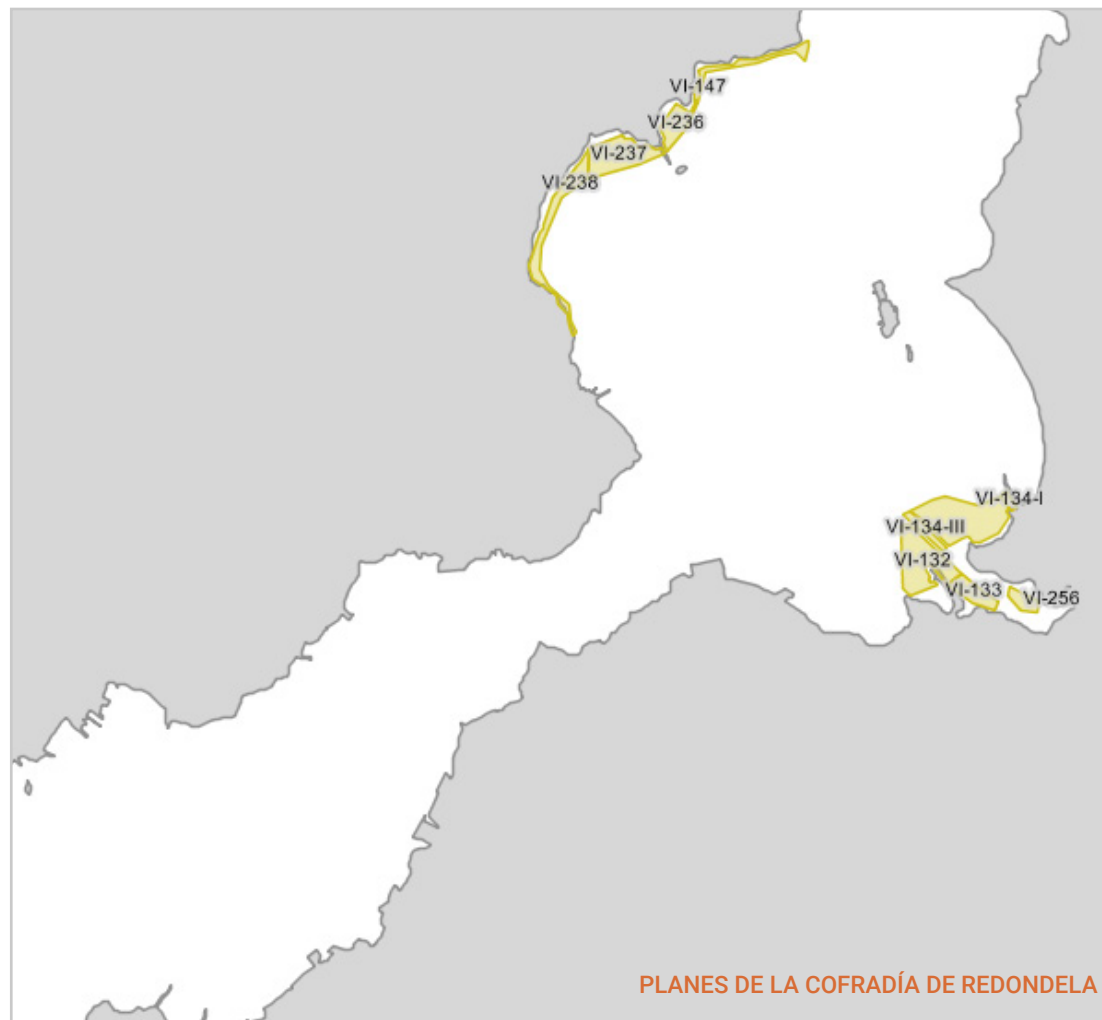 VI-147
VI-236
VI-237
VI-238
VI-134-I
VI-134-III
VI-132
VI-133
VI-256
PLANES DE LA COFRADÍA DE REDONDELA